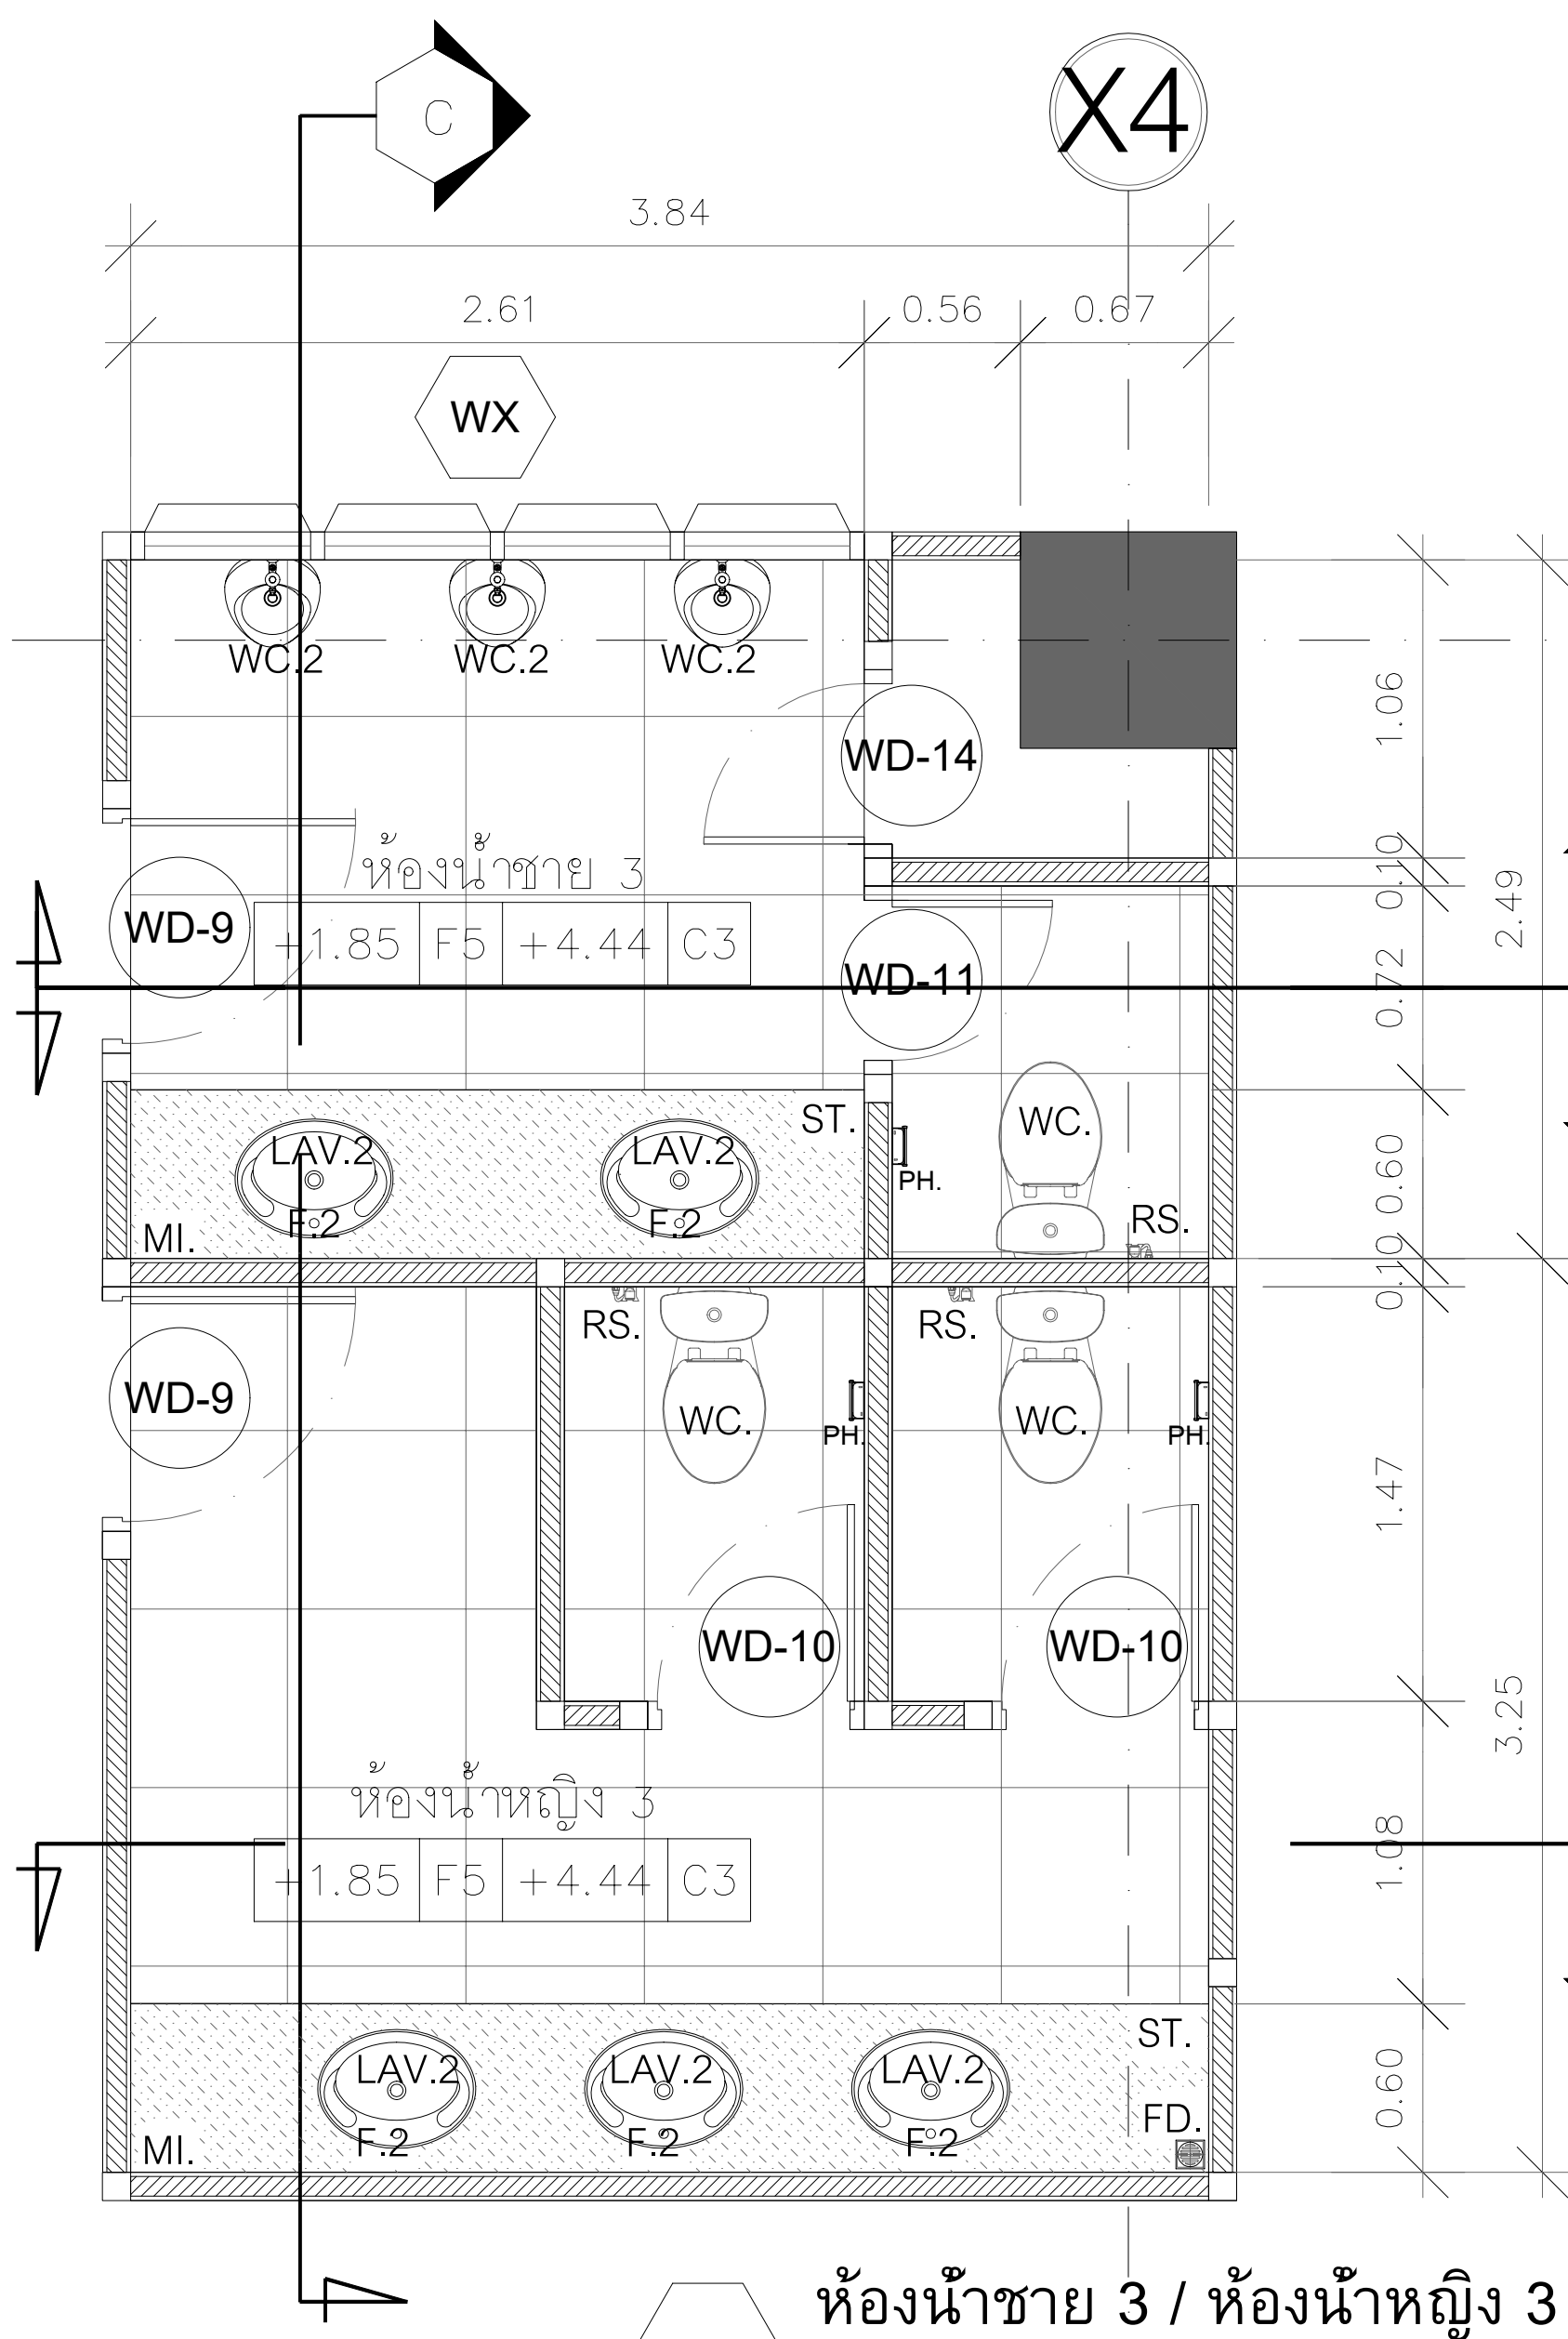 C
X4
3.84
2.61
0.56
0.67
WX
WC.2
WC.2
WC.2
1.06
WD-14
ห้องน้ำชาย 3
0.10
2.49
WD-9
+1.85 F5 +4.44 C3
WD-11
0.72
ST.
WC.
LAV.2
LAV.2
PH.
0.60
F.2
F.2
RS.
MI.
0.10
RS.
RS.
WD-9
WC.
WC.
PH.
PH.
1.47
WD-10
WD-10
3.25
ห้องน้ำหญิง 3
1.08
+1.85 F5 +4.44 C3
ST.
LAV.2
LAV.2
LAV.2
0.60
FD.
F.2
F.2
F.2
MI.
ห้องน้ำชาย 3 / ห้องน้ำหญิง 3